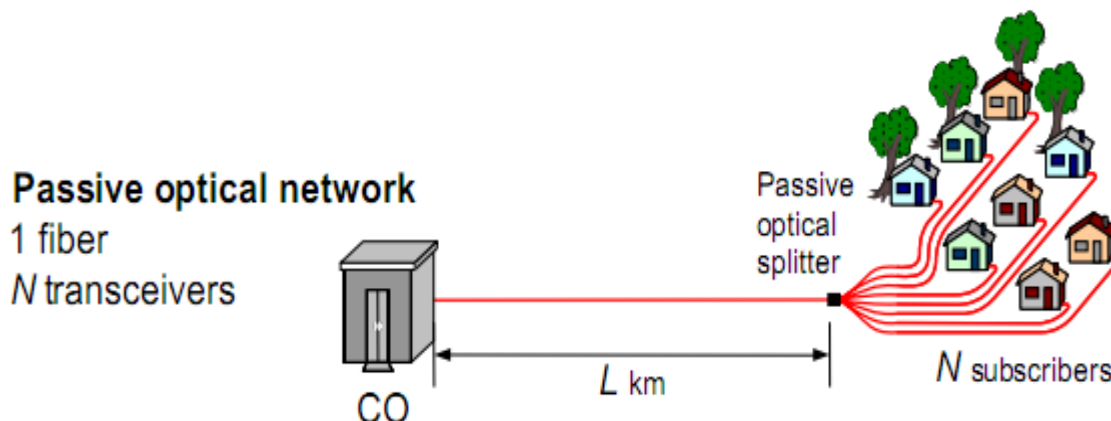 Passive optical network
1 fiber
N transceivers
CO
L km
Passive
optical
splitter
N subscribers